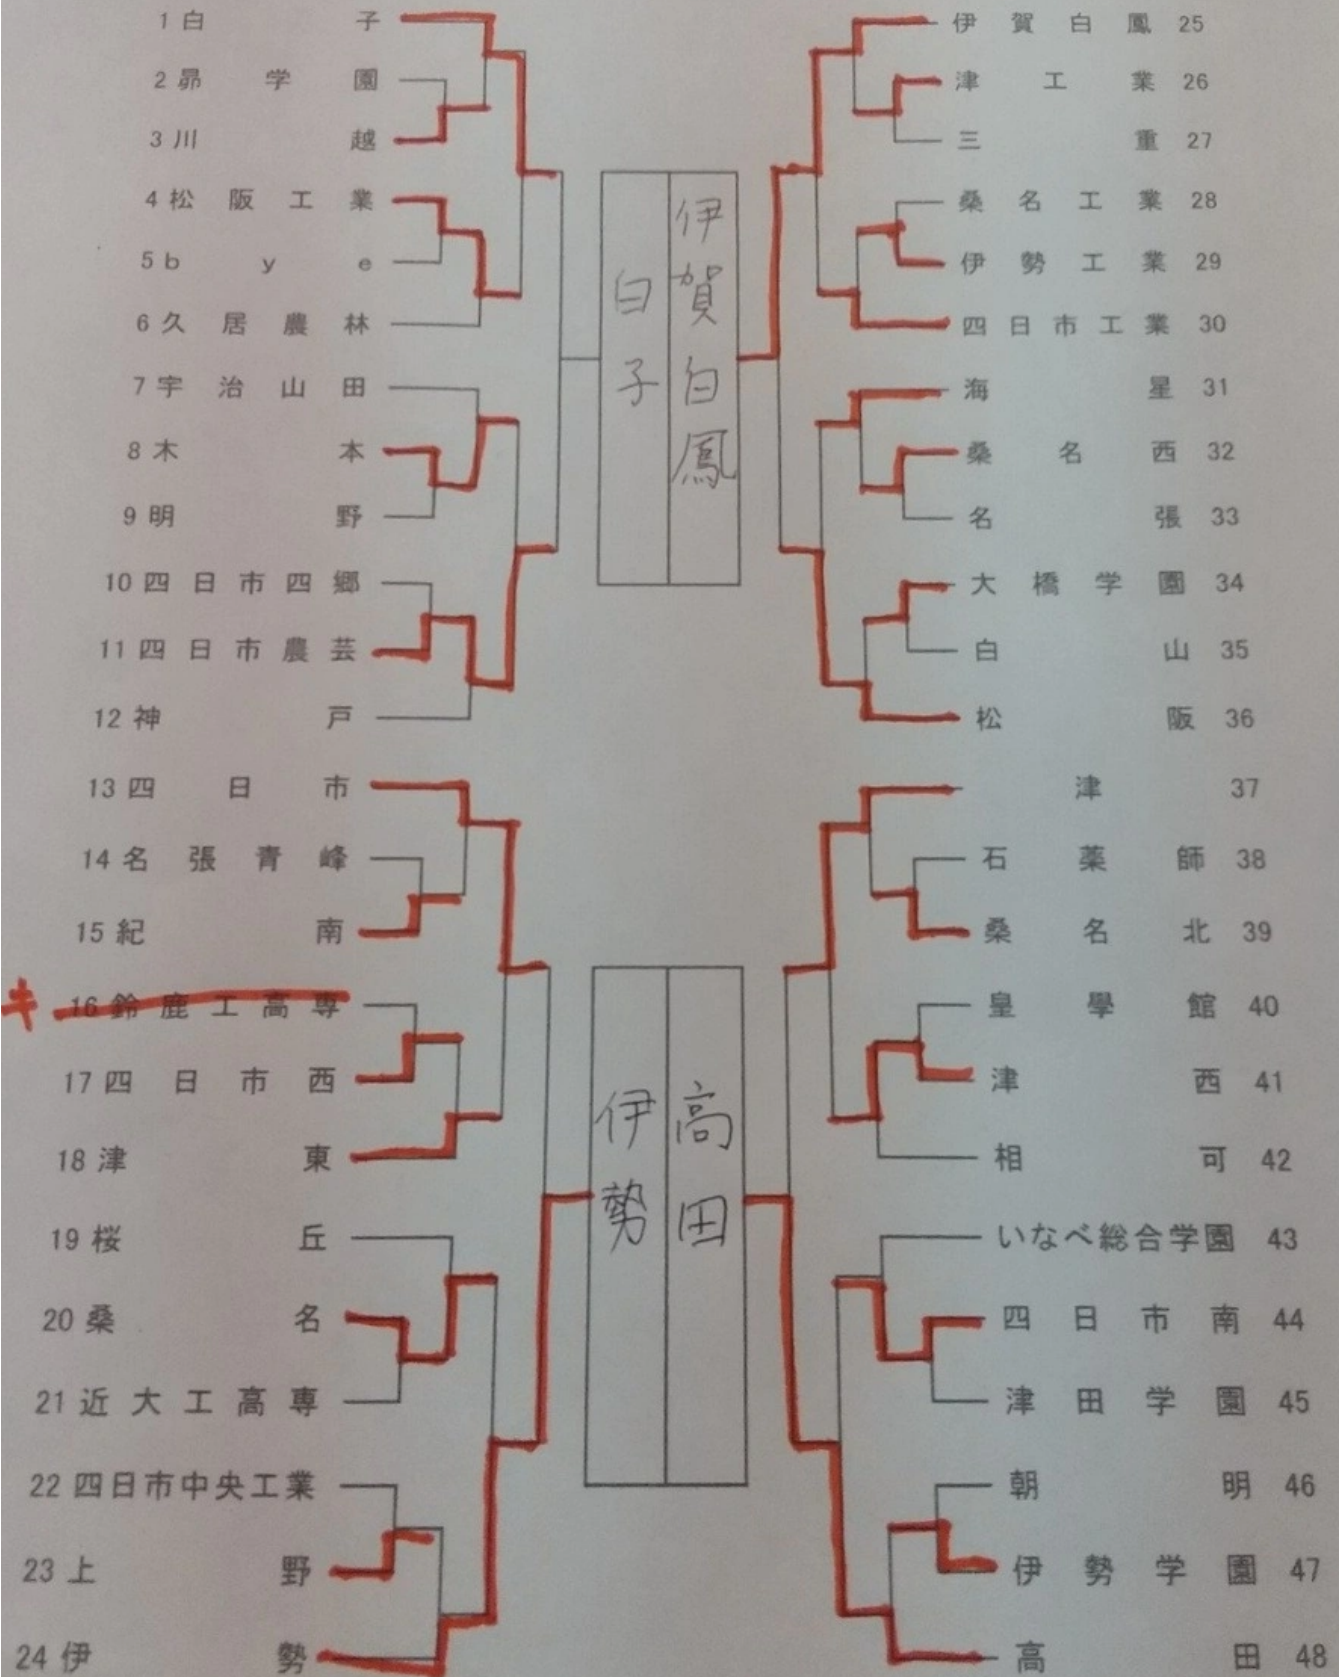 1 白子
2 昴学園
3 川越
4 松阪工業
5 bye
6 久居農林
7 宇治山田
8 木本
9 明野
10 四日市四郷
11 四日市農芸
12 神戸
13 四日市
14 名張青峰
15 紀南
キ 16 鈴鹿工高専
17 四日市西
18 津東
19 桜丘
20 桑名
21 近大工高専
22 四日市中央工業
23 上野
24 伊勢
白子
伊賀白鳳
伊勢
高田
伊賀白鳳 25
津工業 26
三重 27
桑名工業 28
伊勢工業 29
四日市工業 30
海星 31
桑名西 32
名張 33
大橋学園 34
白山 35
松阪 36
津 37
石薬師 38
桑名北 39
皇學館 40
津西 41
相可 42
いなべ総合学園 43
四日市南 44
津田学園 45
朝明 46
伊勢学園 47
高田 48